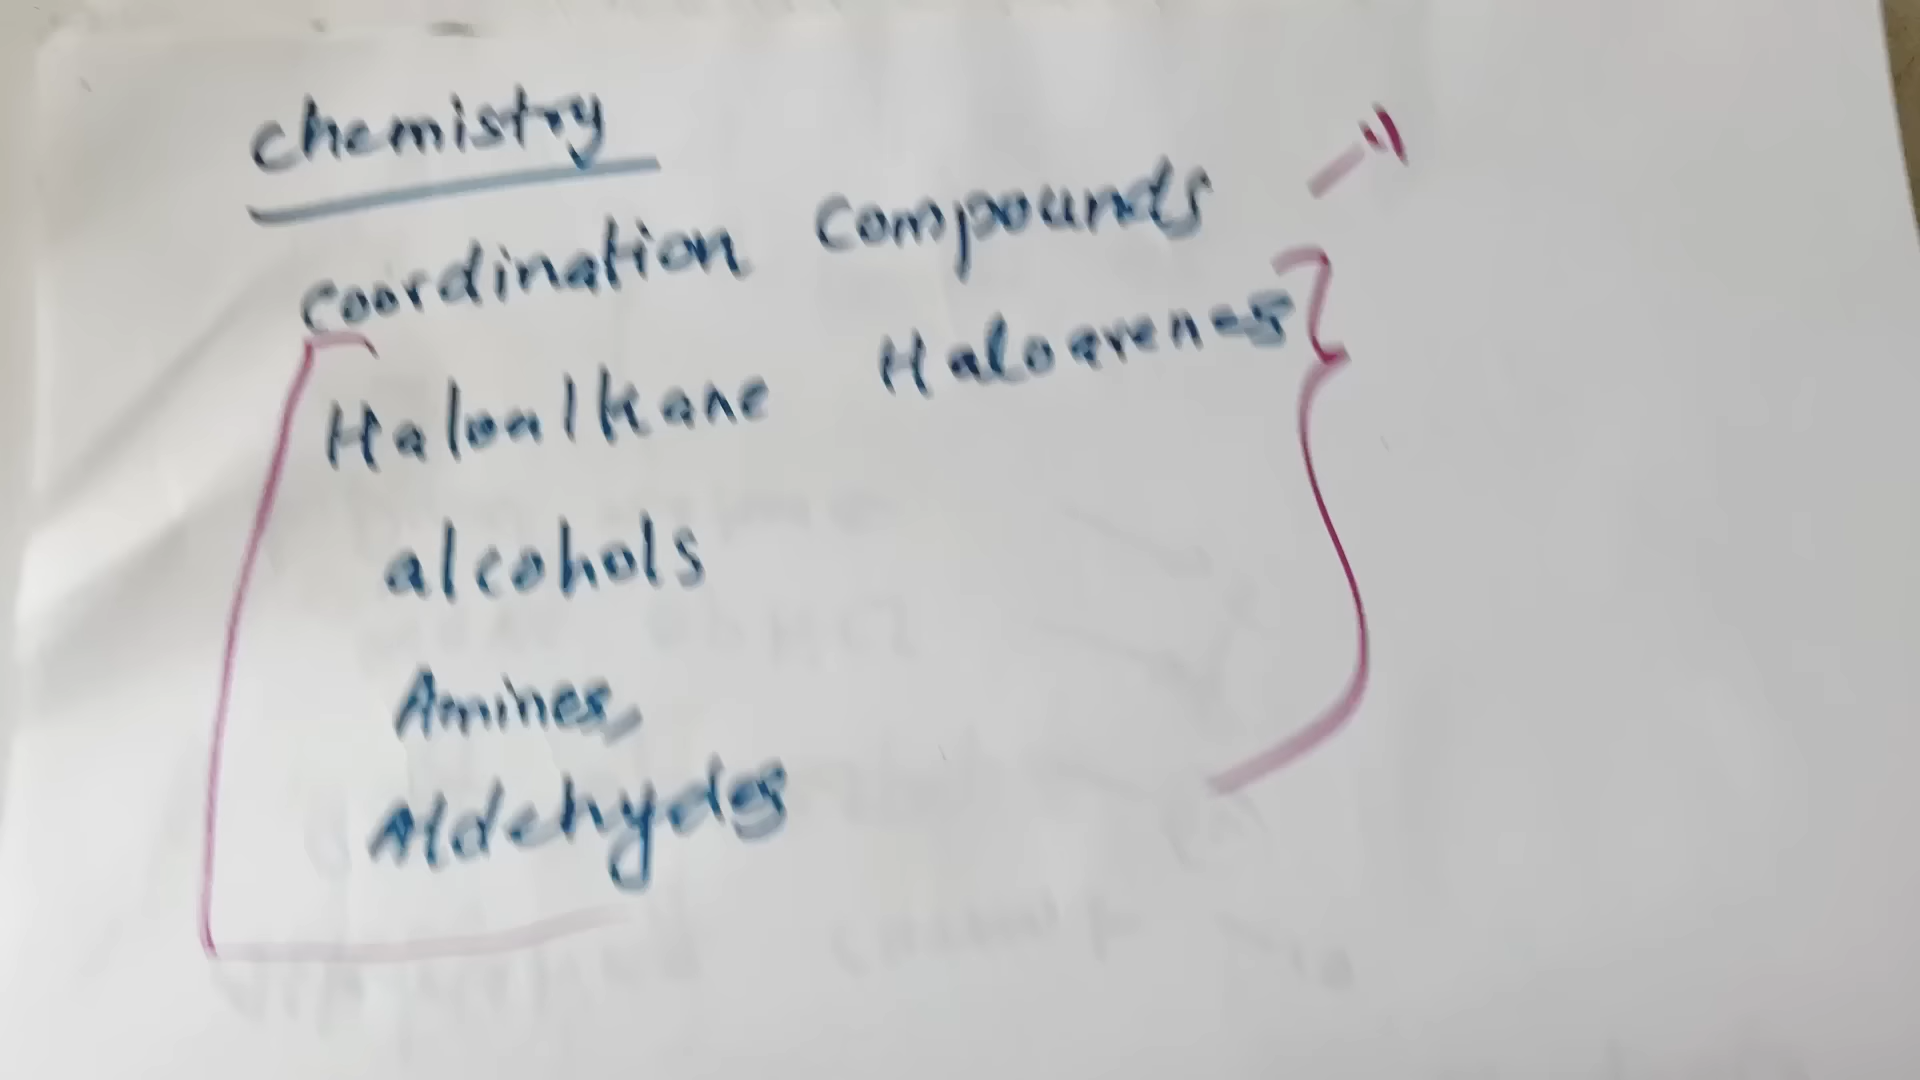 chemistry
coordination compounds
Haloalkane Haloarenes
alcohols
Amines,
Aldehydes